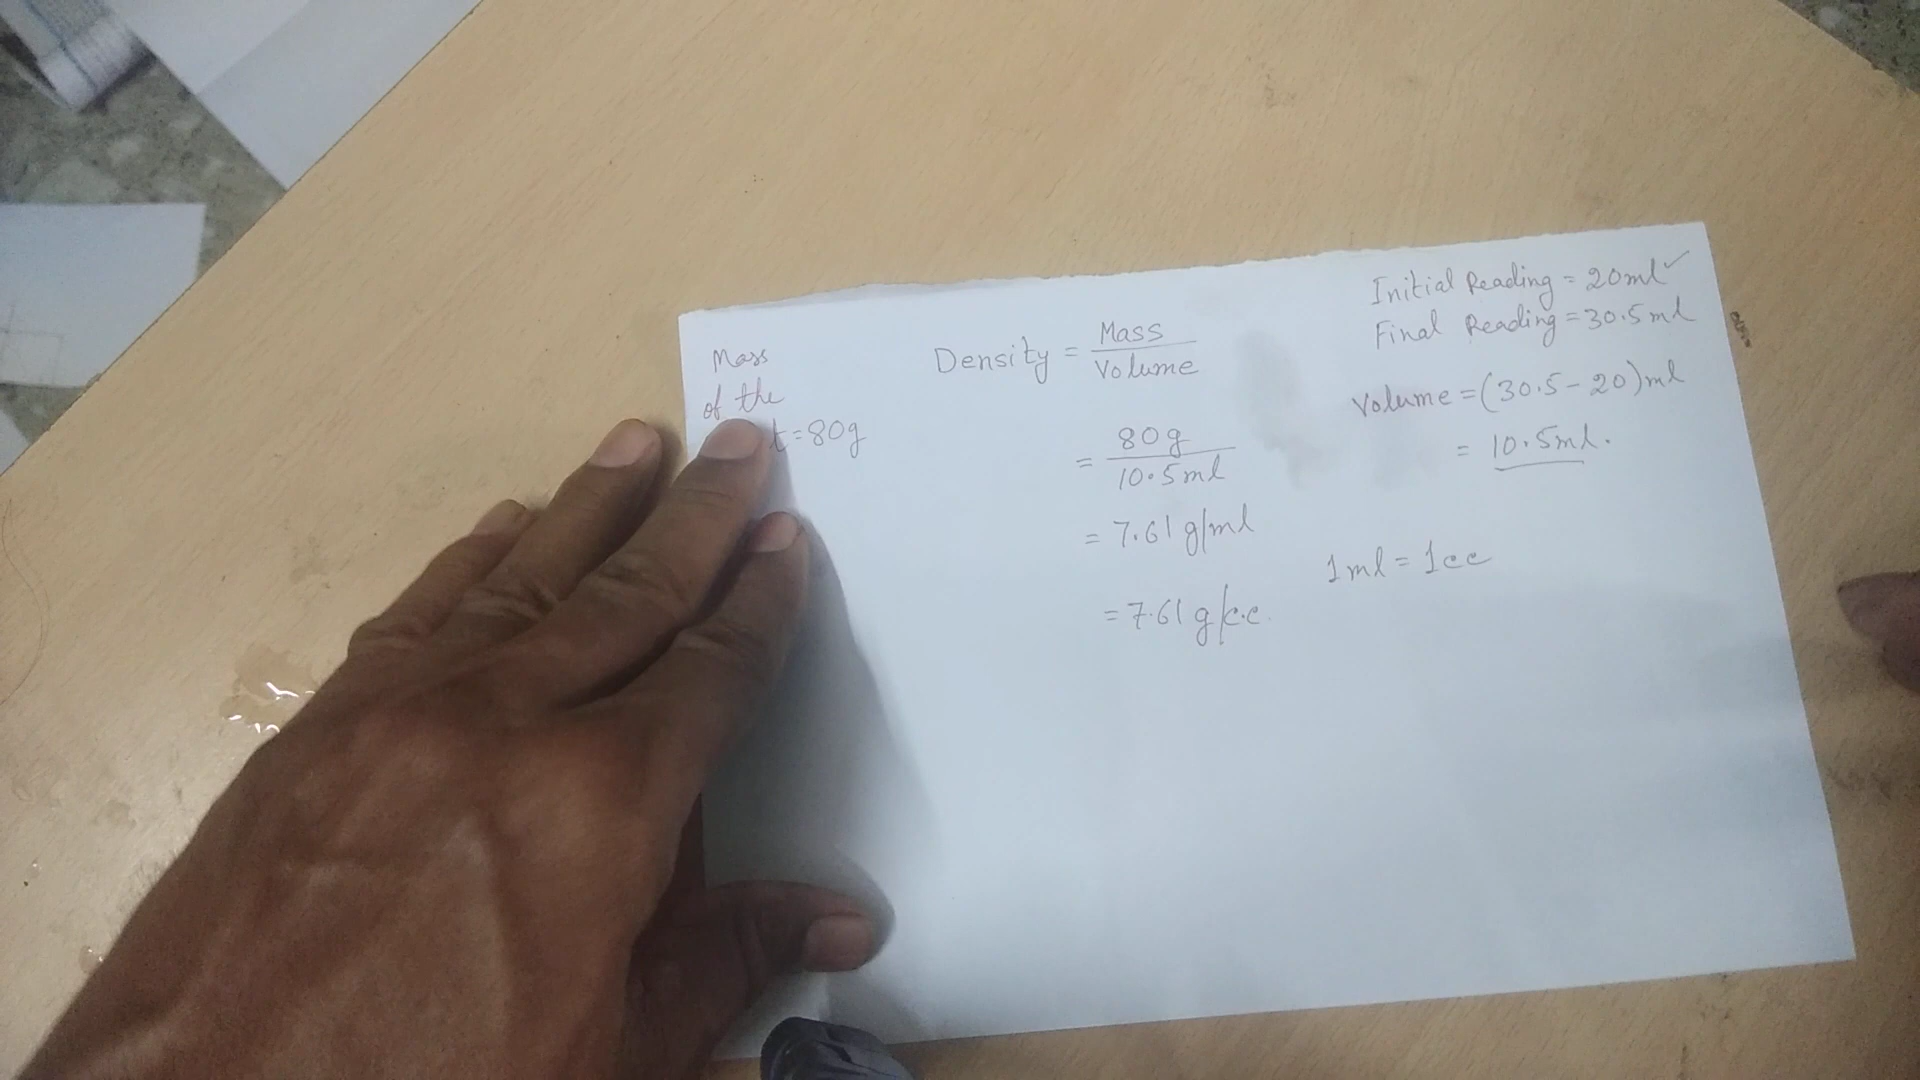 Mass
of the
t = 80g
Density = Mass / Volume
= 80g / 10.5ml
= 7.61 g/ml
= 7.61 g/c.c.
Initial Reading = 20ml ✓
Final Reading = 30.5ml
Volume = (30.5 - 20)ml
= 10.5ml.
1ml = 1cc